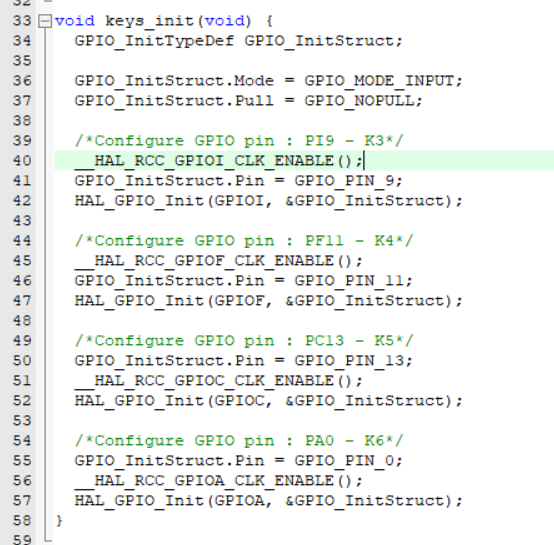 32
33 void keys_init(void) {
34 GPIO_InitTypeDef GPIO_InitStruct;
35
36 GPIO_InitStruct.Mode = GPIO_MODE_INPUT;
37 GPIO_InitStruct.Pull = GPIO_NOPULL;
38
39 /*Configure GPIO pin : PI9 - K3*/
40 __HAL_RCC_GPIOI_CLK_ENABLE();
41 GPIO_InitStruct.Pin = GPIO_PIN_9;
42 HAL_GPIO_Init(GPIOI, &GPIO_InitStruct);
43
44 /*Configure GPIO pin : PF11 - K4*/
45 __HAL_RCC_GPIOF_CLK_ENABLE();
46 GPIO_InitStruct.Pin = GPIO_PIN_11;
47 HAL_GPIO_Init(GPIOF, &GPIO_InitStruct);
48
49 /*Configure GPIO pin : PC13 - K5*/
50 GPIO_InitStruct.Pin = GPIO_PIN_13;
51 __HAL_RCC_GPIOC_CLK_ENABLE();
52 HAL_GPIO_Init(GPIOC, &GPIO_InitStruct);
53
54 /*Configure GPIO pin : PA0 - K6*/
55 GPIO_InitStruct.Pin = GPIO_PIN_0;
56 __HAL_RCC_GPIOA_CLK_ENABLE();
57 HAL_GPIO_Init(GPIOA, &GPIO_InitStruct);
58 }
59